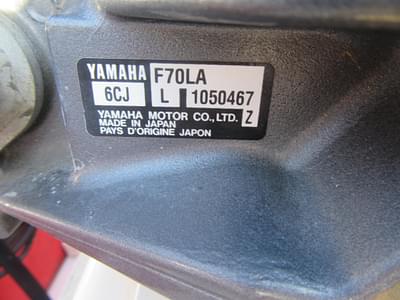 YAMAHA F70LA
6CJ L 1050467
YAMAHA MOTOR CO., LTD. Z
MADE IN JAPAN
PAYS D'ORIGINE JAPON